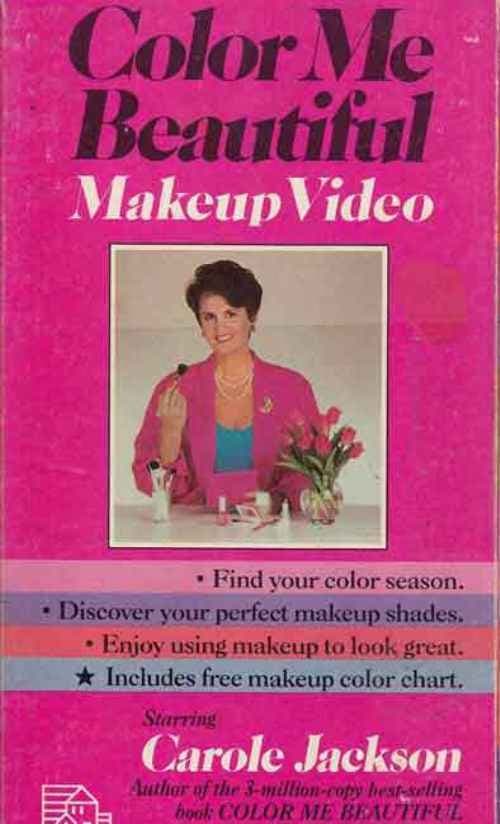 Color Me
Beautiful
Makeup Video
• Find your color season.
• Discover your perfect makeup shades.
• Enjoy using makeup to look great.
★ Includes free makeup color chart.
Starring
Carole Jackson
Author of the 3-million-copy best-selling
book COLOR ME BEAUTIFUL